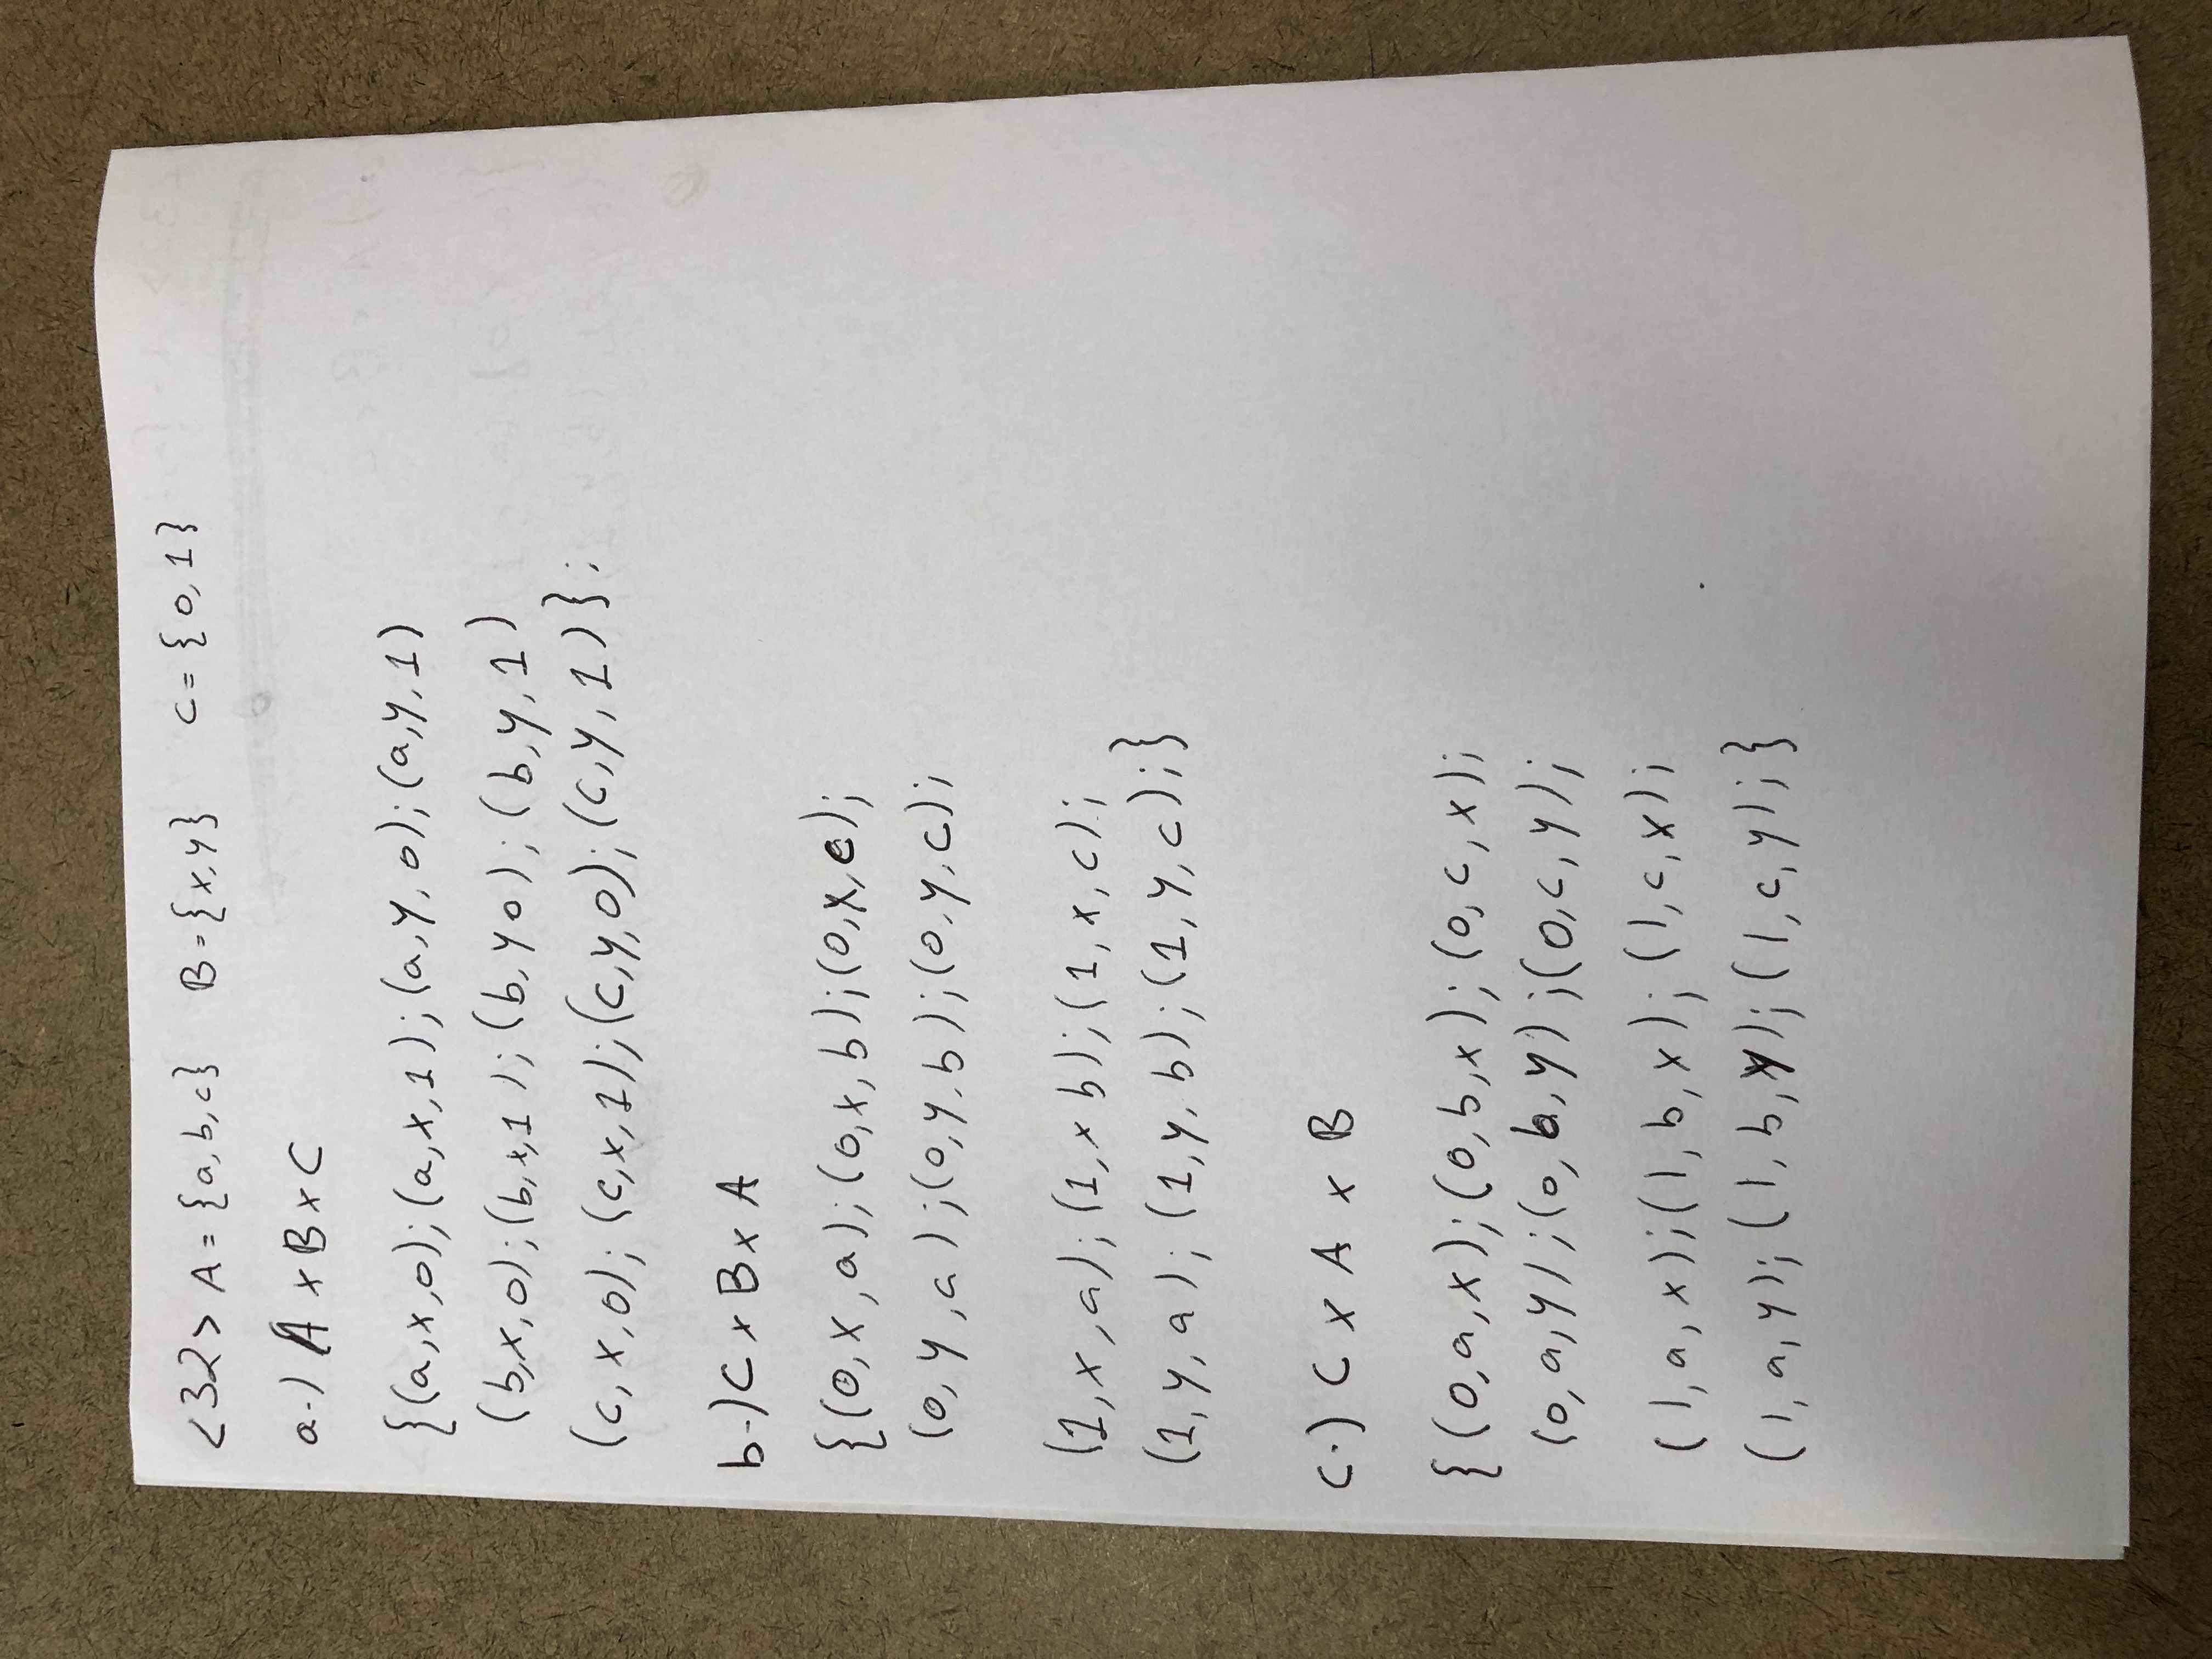 <32> A = {a,b,c} B = {x,y} C = {0,1}
a.) A x B x C
{(a,x,0); (a,x,1); (a,y,0); (a,y,1)
(b,x,0); (b,x,1); (b,y0); (b,y,1)
(c,x,0); (c,x,1); (c,y,0); (c,y,1)};
b.) C x B x A
{(0,x,a); (0,x,b); (0,x,c);
(0,y,a); (0,y,b); (0,y,c);
(1,x,a); (1,x b); (1,x,c);
(1,y,a); (1,y,b); (1,y,c);}
c.) C x A x B
{(0,a,x); (0,b,x); (0,c,x);
(0,a,y); (0,b,y); (0,c,y);
(1,a,x); (1,b,x); (1,c,x);
(1,a,y); (1,b,y); (1,c,y);}